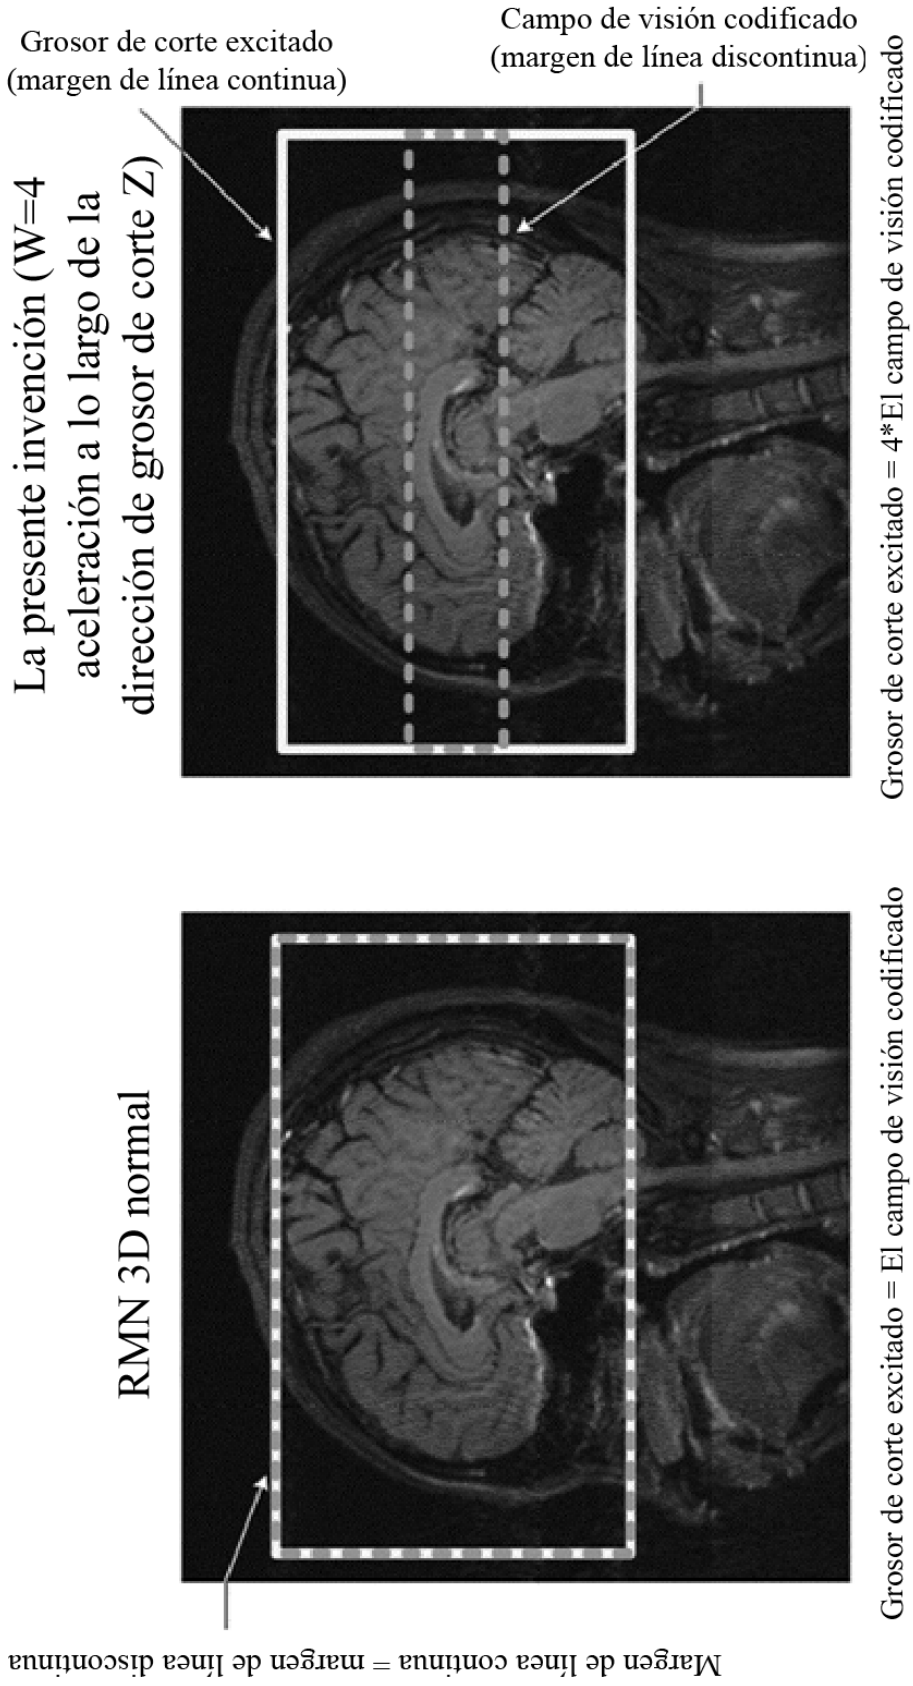 Grosor de corte excitado
(margen de línea continua)
Campo de visión codificado
(margen de línea discontinua)
La presente invención (W=4
aceleración a lo largo de la
dirección de grosor de corte Z)
Grosor de corte excitado = 4*El campo de visión codificado
RMN 3D normal
Grosor de corte excitado = El campo de visión codificado
Margen de línea continua = margen de línea discontinua